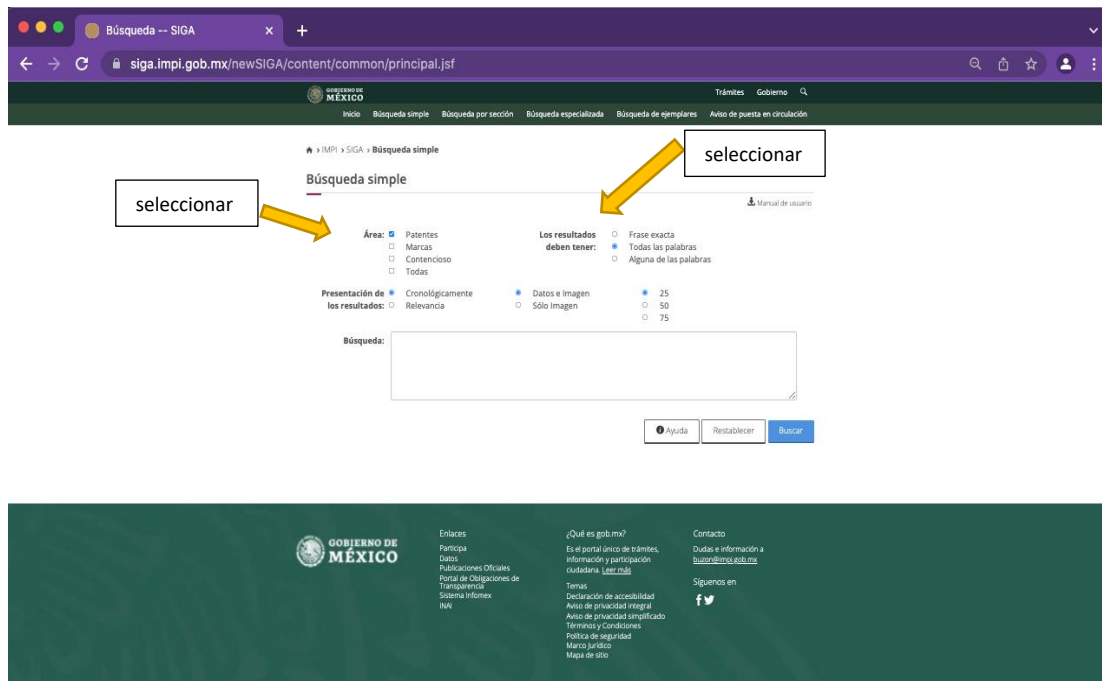 Búsqueda -- SIGA
siga.impi.gob.mx/newSIGA/content/common/principal.jsf
GOBIERNO DE
MÉXICO
Trámites Gobierno
Inicio Búsqueda simple Búsqueda por sección Búsqueda especializada Búsqueda de ejemplares Aviso de puesta en circulación
> IMPI > SIGA > Búsqueda simple
seleccionar
Búsqueda simple
seleccionar
Manual de usuario
Área: Patentes Los resultados Frase exacta
Marcas deben tener: Todas las palabras
Contencioso Alguna de las palabras
Todas
Presentación de Cronológicamente Datos e Imagen 25
los resultados: Relevancia Sólo Imagen 50
75
Búsqueda:
Ayuda Restablecer Buscar
GOBIERNO DE
MÉXICO
Enlaces
Participa
Datos
Publicaciones Oficiales
Portal de Obligaciones de
Transparencia
Sistema Infomex
INAI
¿Qué es gob.mx?
Es el portal único de trámites,
información y participación
ciudadana. Leer más
Temas
Declaración de accesibilidad
Aviso de privacidad integral
Aviso de privacidad simplificado
Términos y Condiciones
Política de seguridad
Marco Jurídico
Mapa de sitio
Contacto
Dudas e información a
buzon@impi.gob.mx
Síguenos en